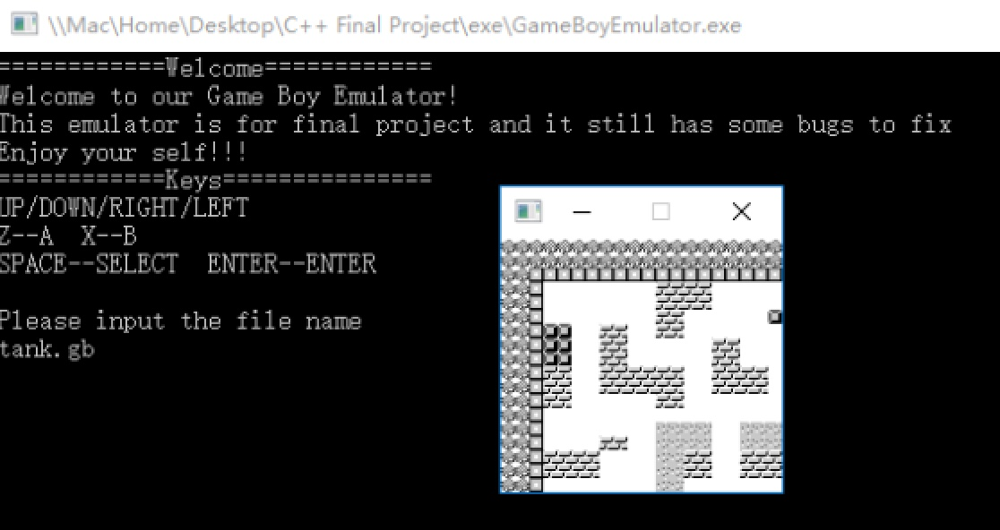 \\Mac\Home\Desktop\C++ Final Project\exe\GameBoyEmulator.exe
============Welcome============
Welcome to our Game Boy Emulator!
This emulator is for final project and it still has some bugs to fix
Enjoy your self!!!
============Keys===============
UP/DOWN/RIGHT/LEFT
Z--A  X--B
SPACE--SELECT  ENTER--ENTER
Please input the file name
tank.gb